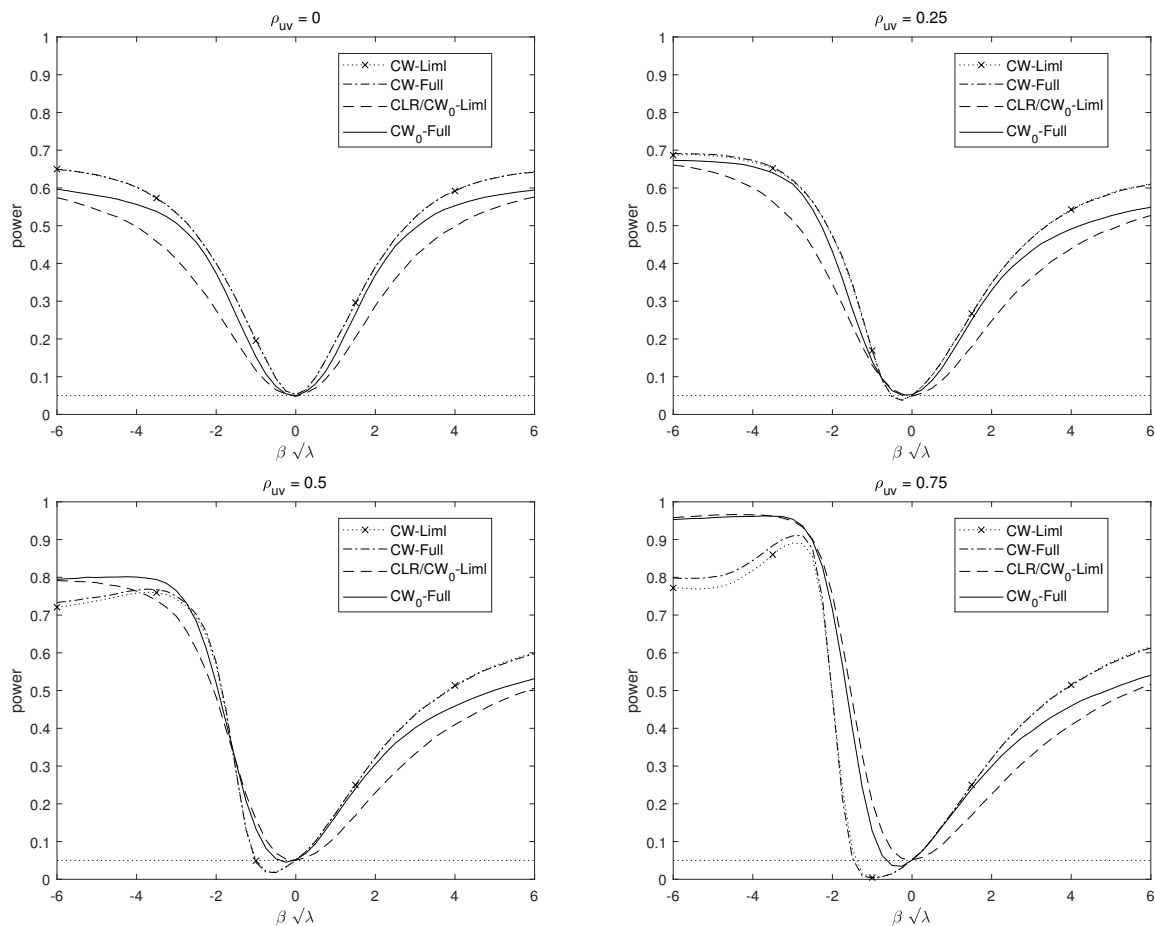 ρuv = 0
1
0.9
0.8
0.7
0.6
0.5
0.4
0.3
0.2
0.1
0
power
CW-Liml
CW-Full
CLR/CW0-Liml
CW0-Full
-6 -4 -2 0 2 4 6
β √λ
ρuv = 0.25
1
0.9
0.8
0.7
0.6
0.5
0.4
0.3
0.2
0.1
0
power
CW-Liml
CW-Full
CLR/CW0-Liml
CW0-Full
-6 -4 -2 0 2 4 6
β √λ
ρuv = 0.5
1
0.9
0.8
0.7
0.6
0.5
0.4
0.3
0.2
0.1
0
power
CW-Liml
CW-Full
CLR/CW0-Liml
CW0-Full
-6 -4 -2 0 2 4 6
β √λ
ρuv = 0.75
1
0.9
0.8
0.7
0.6
0.5
0.4
0.3
0.2
0.1
0
power
CW-Liml
CW-Full
CLR/CW0-Liml
CW0-Full
-6 -4 -2 0 2 4 6
β √λ